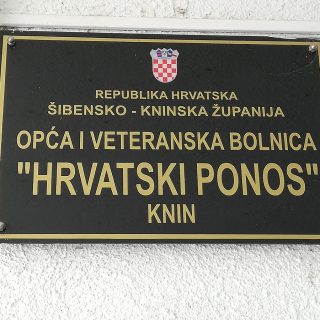 REPUBLIKA HRVATSKA
ŠIBENSKO - KNINSKA ŽUPANIJA
OPĆA I VETERANSKA BOLNICA
"HRVATSKI PONOS"
KNIN